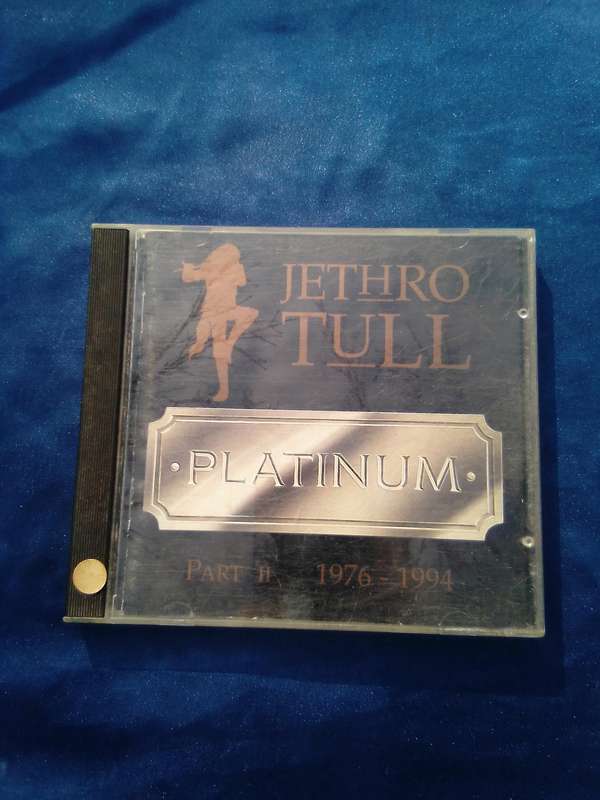 JETHRO
TULL
· PLATINUM ·
PART II 1976 - 1994